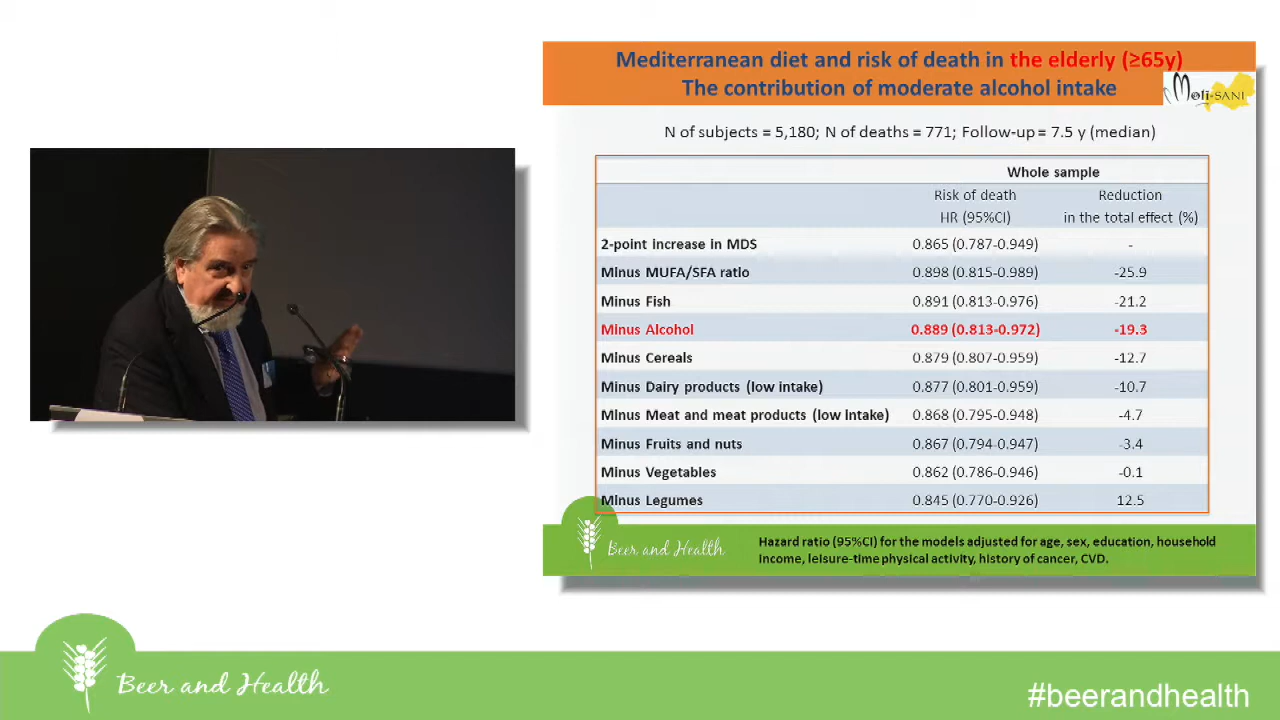 Mediterranean diet and risk of death in the elderly (≥65y)
The contribution of moderate alcohol intake
Moli-SANI
N of subjects = 5,180; N of deaths = 771; Follow-up = 7.5 y (median)
Whole sample
Risk of death Reduction
HR (95%CI) in the total effect (%)
2-point increase in MDS 0.865 (0.787-0.949) -
Minus MUFA/SFA ratio 0.898 (0.815-0.989) -25.9
Minus Fish 0.891 (0.813-0.976) -21.2
Minus Alcohol 0.889 (0.813-0.972) -19.3
Minus Cereals 0.879 (0.807-0.959) -12.7
Minus Dairy products (low intake) 0.877 (0.801-0.959) -10.7
Minus Meat and meat products (low intake) 0.868 (0.795-0.948) -4.7
Minus Fruits and nuts 0.867 (0.794-0.947) -3.4
Minus Vegetables 0.862 (0.786-0.946) -0.1
Minus Legumes 0.845 (0.770-0.926) 12.5
Beer and Health
Hazard ratio (95%CI) for the models adjusted for age, sex, education, household
income, leisure-time physical activity, history of cancer, CVD.
Beer and Health
#beerandhealth